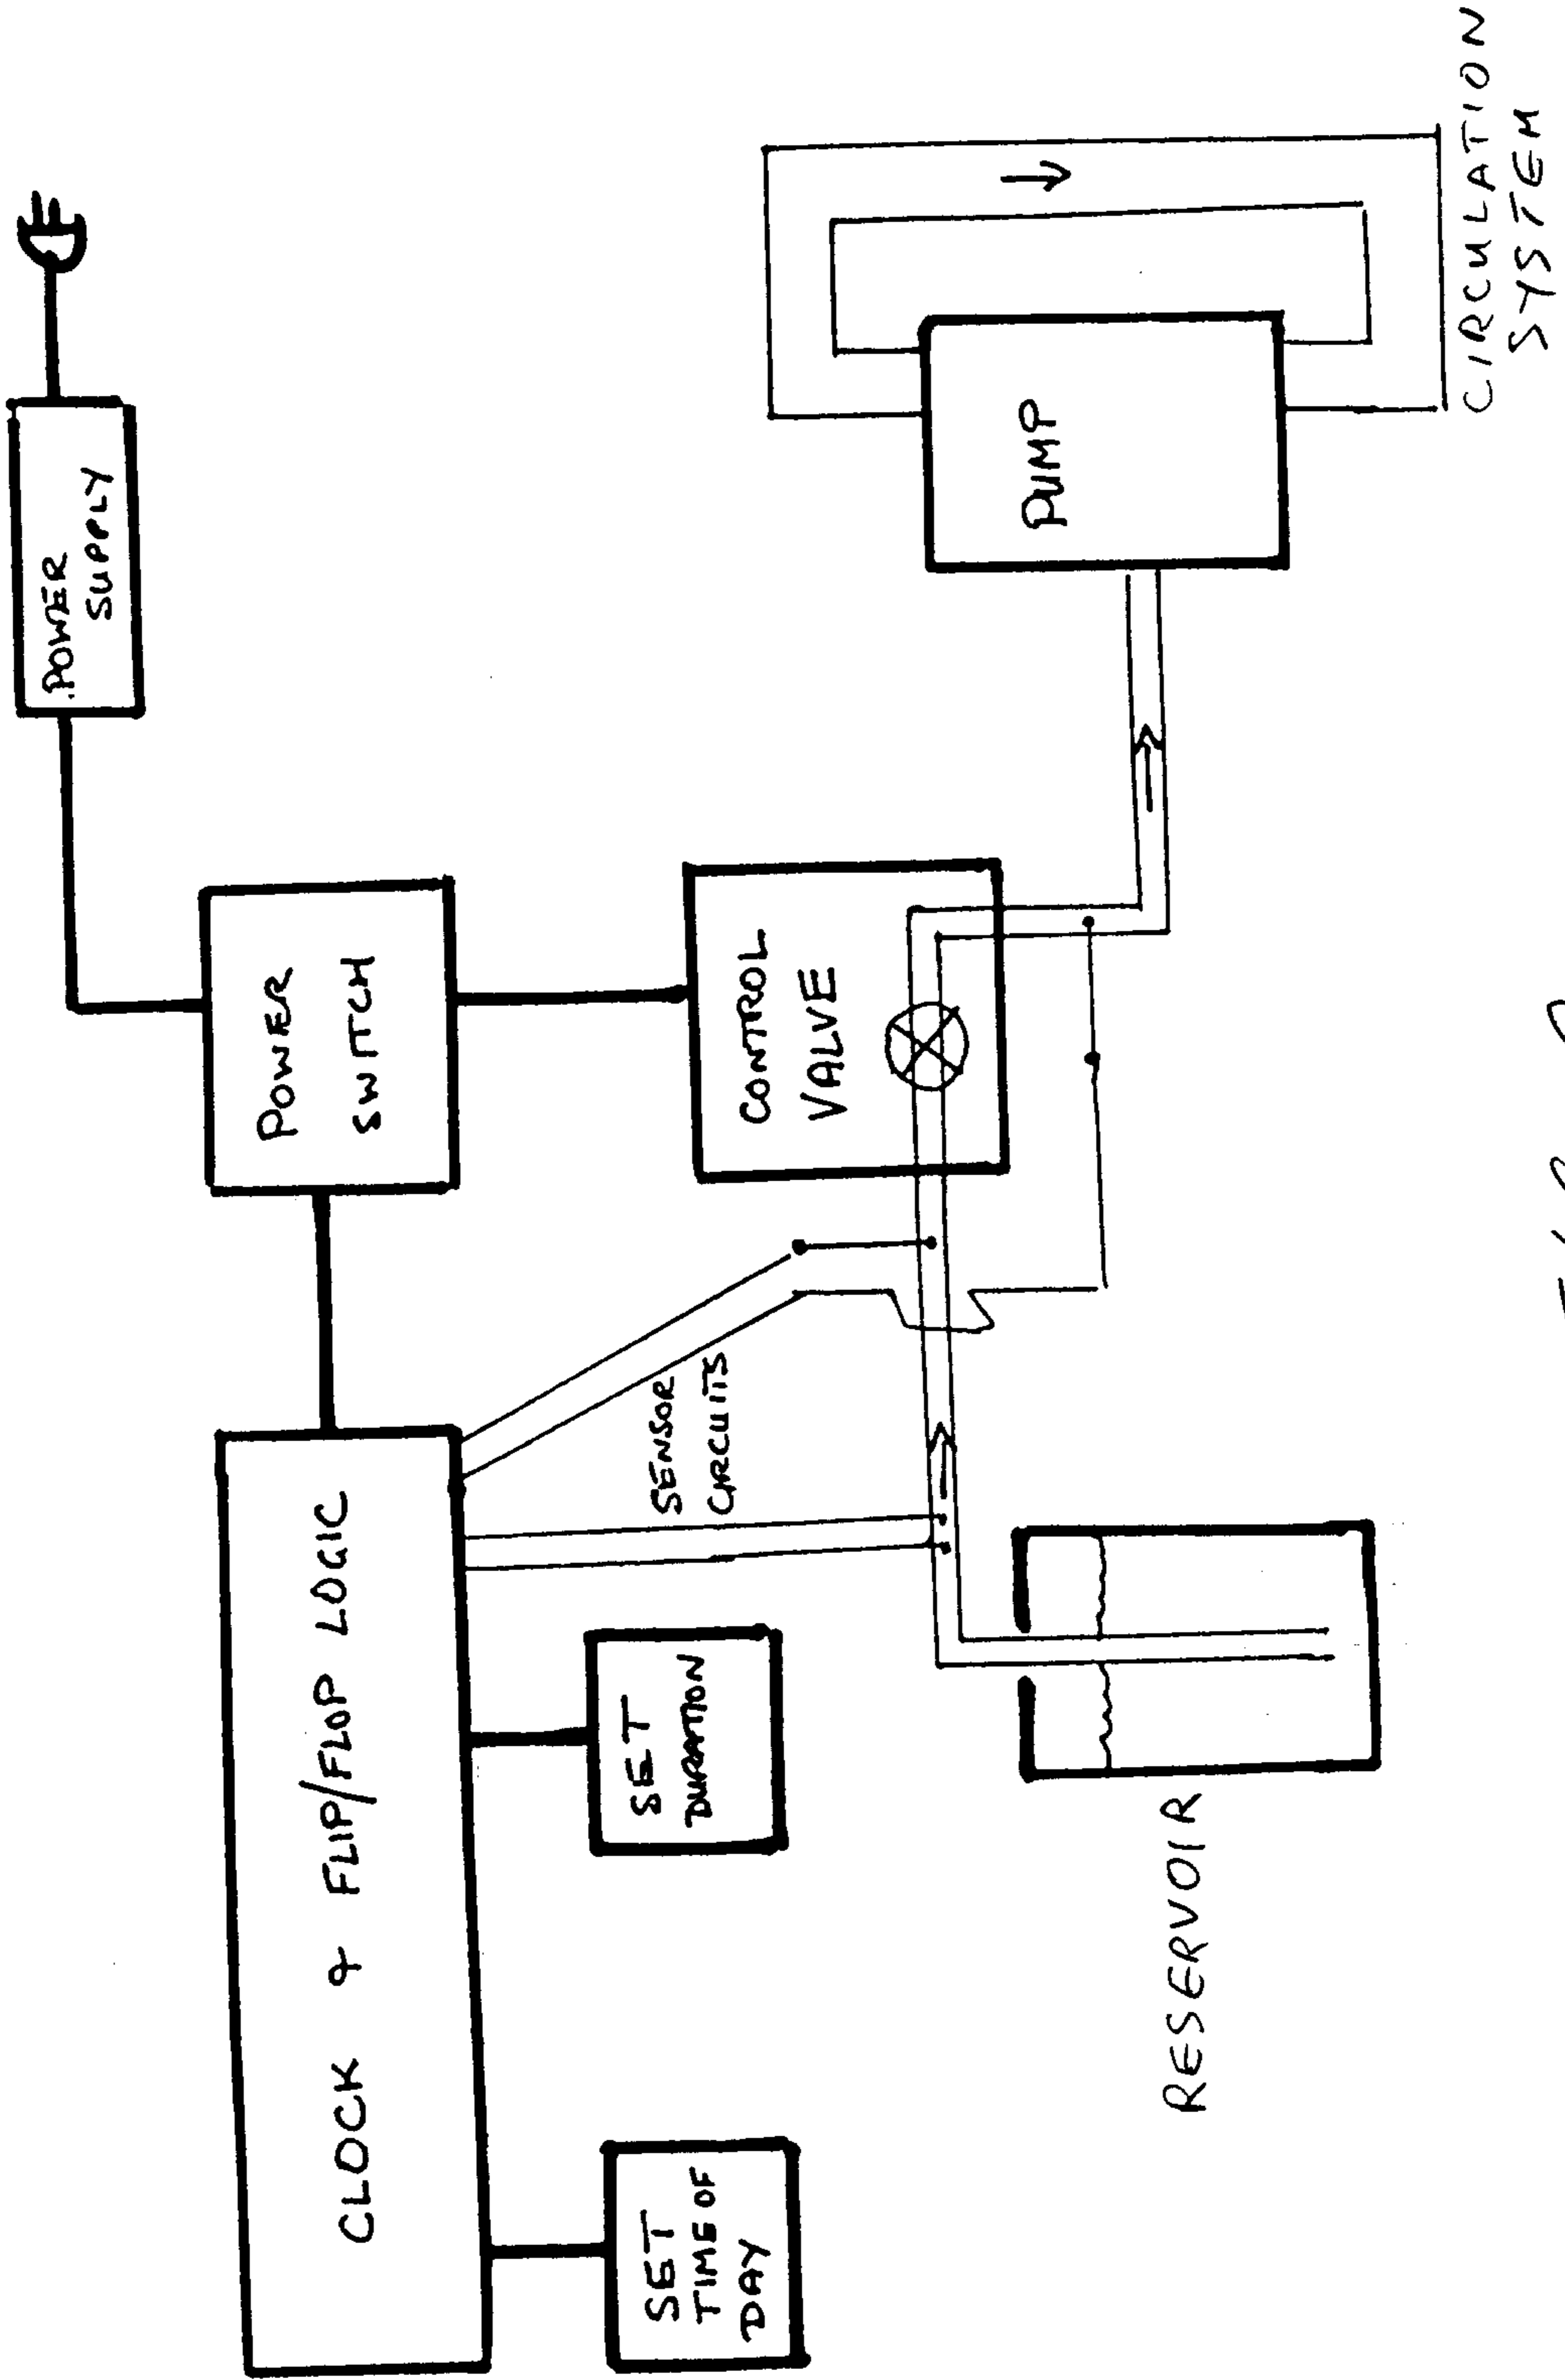 POWER
SUPPLY
POWER
SWITCH
CLOCK & FLIP/FLOP LOGIC
CONTROL
VALVE
SENSOR
CIRCUITS
SET
DURATION
SET
TIME OF
DAY
PUMP
RESERVOIR
CIRCULATION
SYSTEM